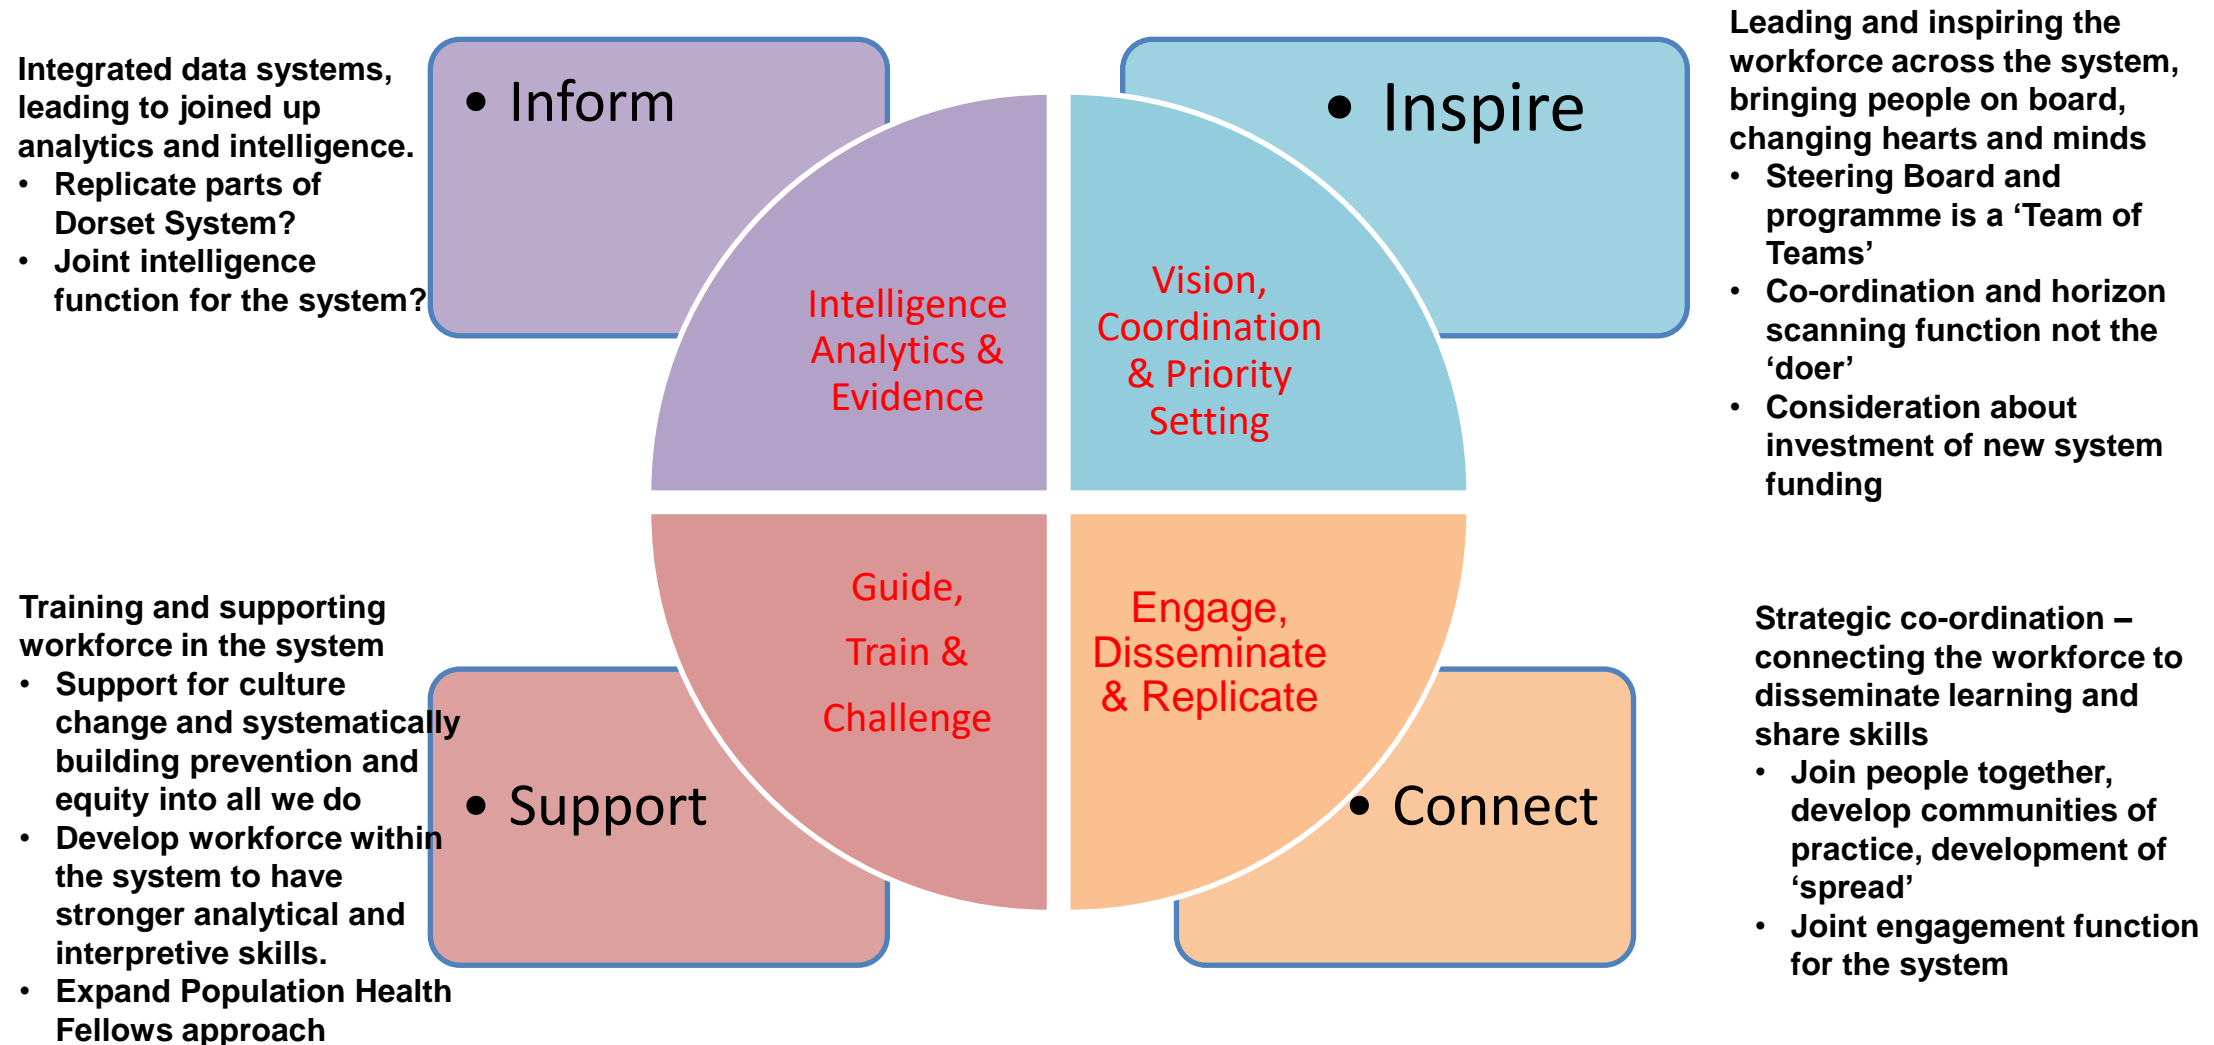 Integrated data systems,
leading to joined up
analytics and intelligence.
• Replicate parts of
Dorset System?
• Joint intelligence
function for the system?
• Inform
Intelligence
Analytics &
Evidence
• Inspire
Vision,
Coordination
& Priority
Setting
Leading and inspiring the
workforce across the system,
bringing people on board,
changing hearts and minds
• Steering Board and
programme is a ‘Team of
Teams’
• Co-ordination and horizon
scanning function not the
‘doer’
• Consideration about
investment of new system
funding
Training and supporting
workforce in the system
• Support for culture
change and systematically
building prevention and
equity into all we do
• Develop workforce within
the system to have
stronger analytical and
interpretive skills.
• Expand Population Health
Fellows approach
• Support
Guide,
Train &
Challenge
Engage,
Disseminate
& Replicate
• Connect
Strategic co-ordination –
connecting the workforce to
disseminate learning and
share skills
• Join people together,
develop communities of
practice, development of
‘spread’
• Joint engagement function
for the system